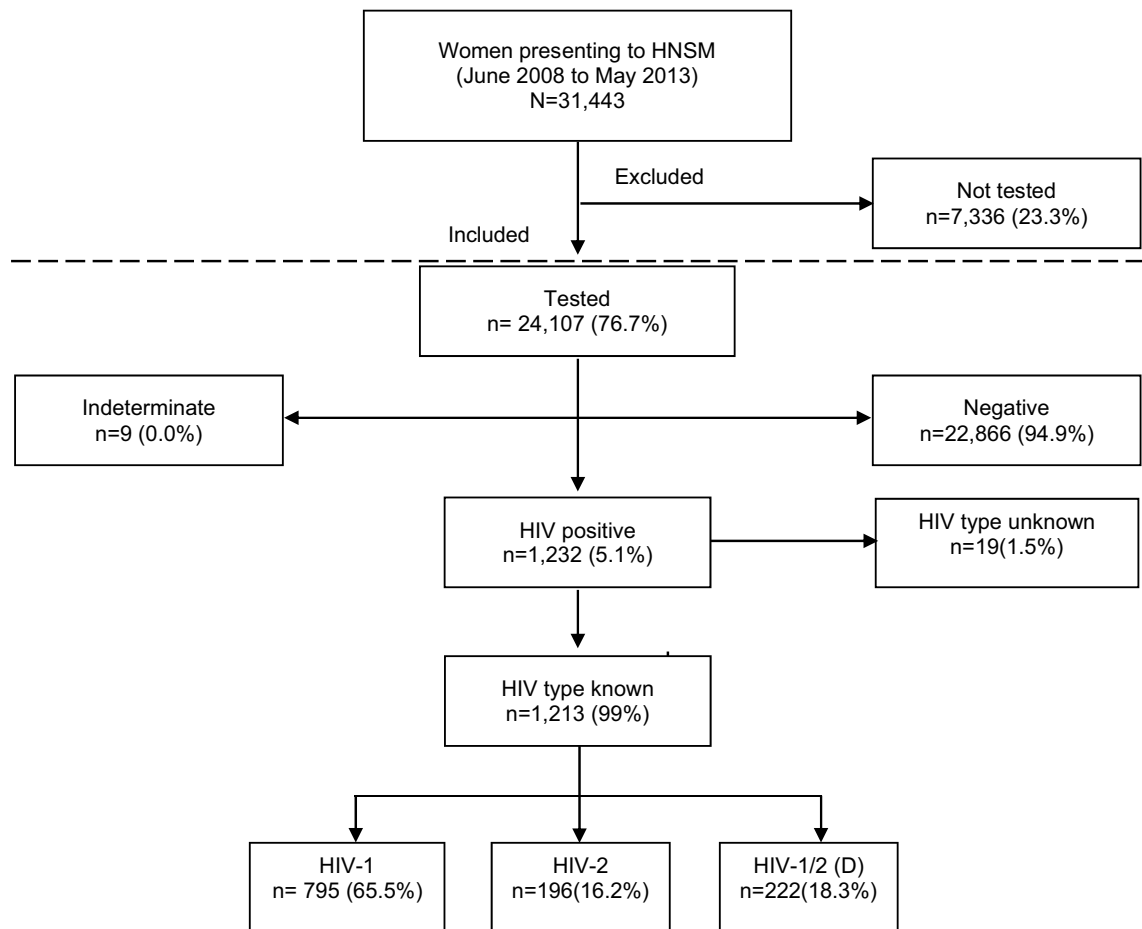 Women presenting to HNSM
(June 2008 to May 2013)
N=31,443
Excluded
Not tested
n=7,336 (23.3%)
Included
Tested
n= 24,107 (76.7%)
Indeterminate
n=9 (0.0%)
Negative
n=22,866 (94.9%)
HIV positive
n=1,232 (5.1%)
HIV type unknown
n=19(1.5%)
HIV type known
n=1,213 (99%)
HIV-1
n= 795 (65.5%)
HIV-2
n=196(16.2%)
HIV-1/2 (D)
n=222(18.3%)